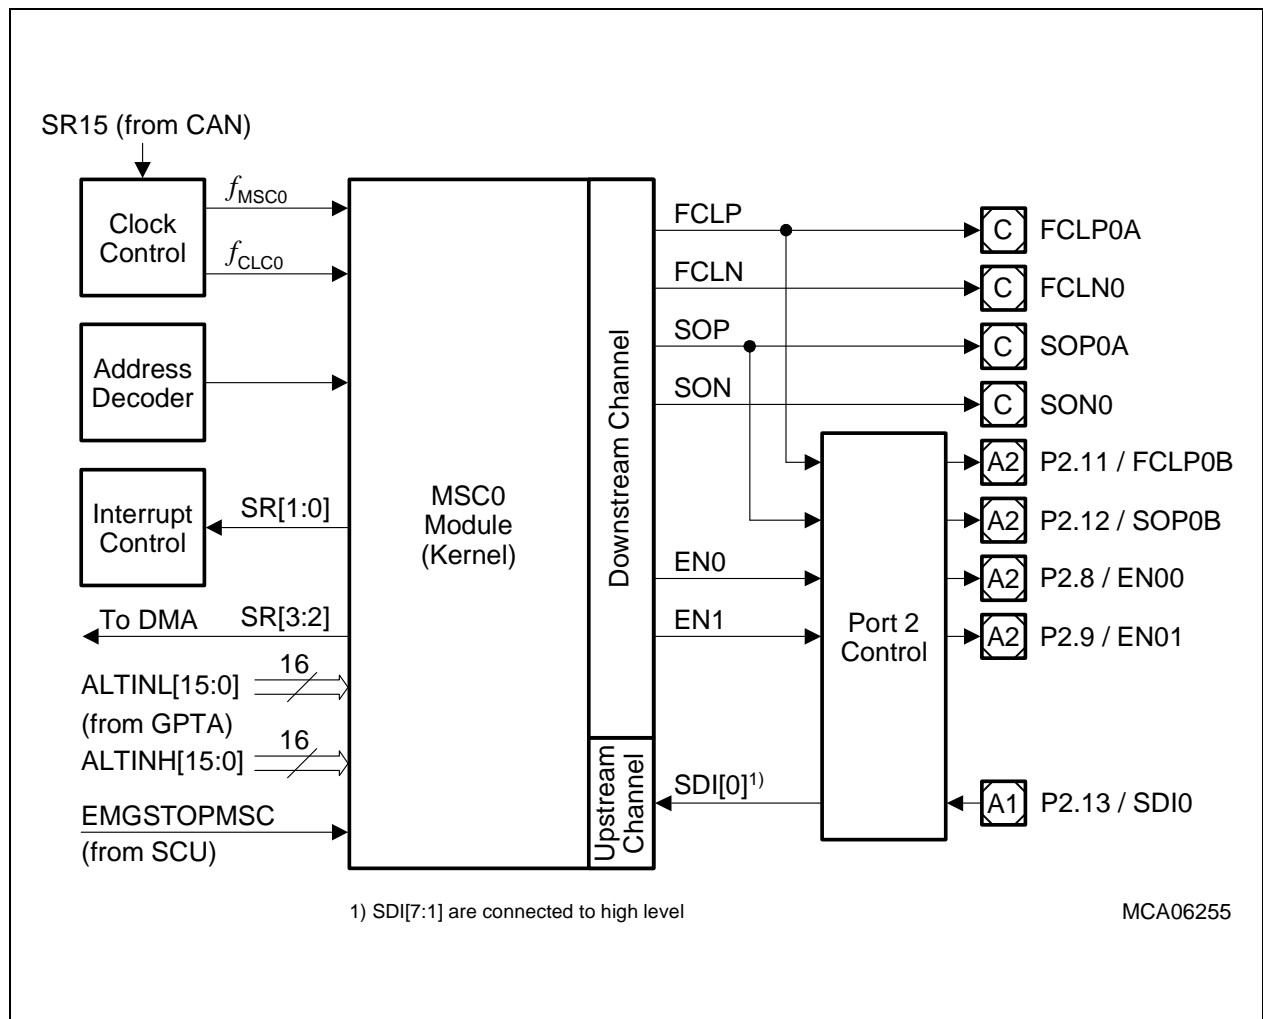 SR15 (from CAN)
Clock
Control
fMSC0
fCLC0
Address
Decoder
Interrupt
Control
SR[1:0]
To DMA
SR[3:2]
ALTINL[15:0]
16
(from GPTA)
ALTINH[15:0]
16
EMGSTOPMSC
(from SCU)
MSC0
Module
(Kernel)
Downstream Channel
Upstream
Channel
FCLP
FCLN
SOP
SON
EN0
EN1
SDI[0]1)
Port 2
Control
C FCLP0A
C FCLN0
C SOP0A
C SON0
A2 P2.11 / FCLP0B
A2 P2.12 / SOP0B
A2 P2.8 / EN00
A2 P2.9 / EN01
A1 P2.13 / SDI0
1) SDI[7:1] are connected to high level
MCA06255